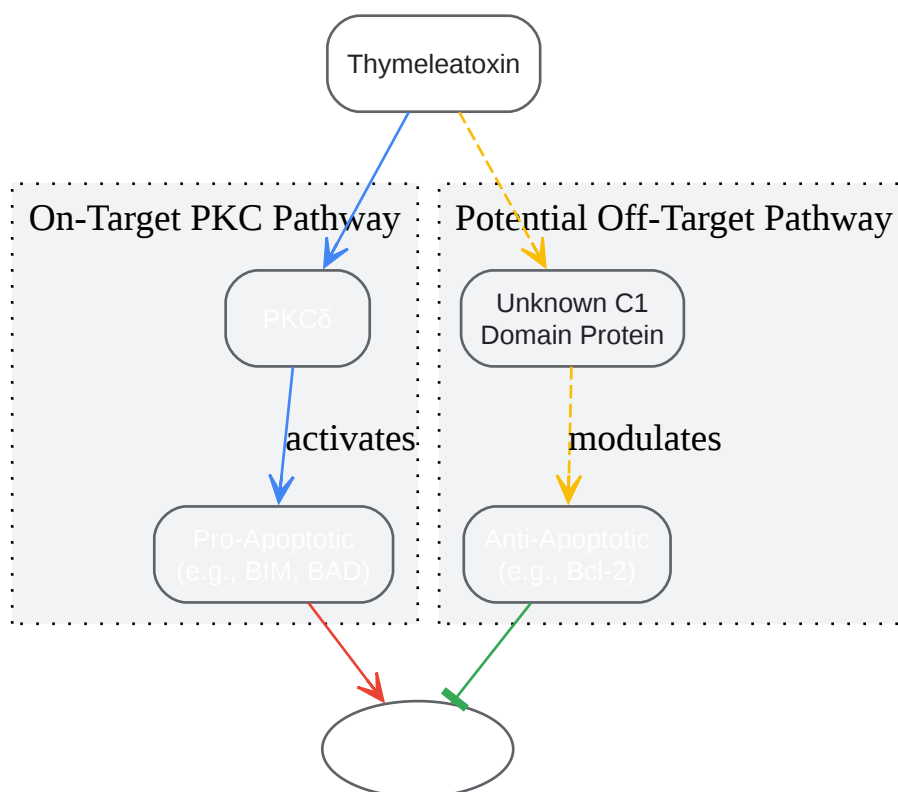 Thymeleatoxin
On-Target PKC Pathway
Potential Off-Target Pathway
PKCδ
Unknown C1
Domain Protein
activates
modulates
Pro-Apoptotic
(e.g., BIM, BAD)
Anti-Apoptotic
(e.g., Bcl-2)